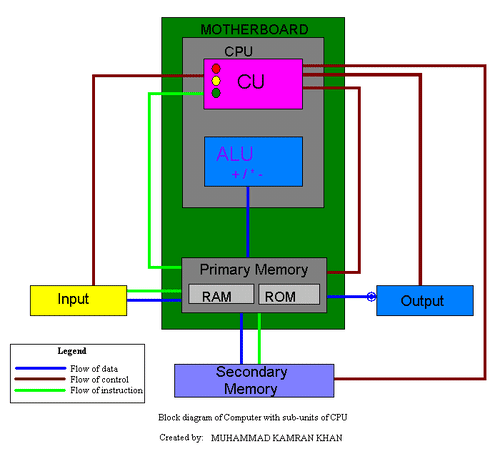 MOTHERBOARD
CPU
CU
ALU
+ / * -
Primary Memory
RAM
ROM
Input
Output
Secondary
Memory
Legend
Flow of data
Flow of control
Flow of instruction
Block diagram of Computer with sub-units of CPU
Created by: MUHAMMAD KAMRAN KHAN